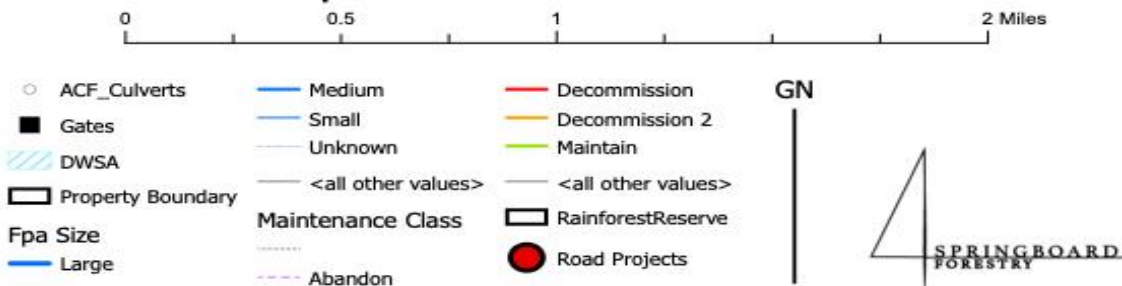 0 0.5 1 2 Miles
ACF_Culverts
Gates
DWSA
Property Boundary
Fpa Size
Large
Medium
Small
Unknown
<all other values>
Maintenance Class
Abandon
Decommission
Decommission 2
Maintain
<all other values>
RainforestReserve
Road Projects
GN
SPRINGBOARD
FORESTRY